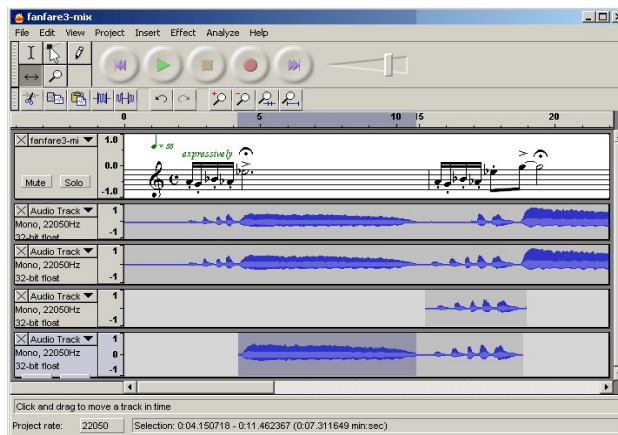 fanfare3-mix
File Edit View Project Insert Effect Analyze Help
0 5 10 15 20
fanfare3-mi 1.0
0.0
-1.0
Mute Solo
= 55
expressively
Audio Track 1
Mono, 22050Hz
32-bit float -1
Audio Track 1
Mono, 22050Hz
32-bit float -1
Audio Track 1
Mono, 22050Hz
32-bit float -1
Audio Track 1
Mono, 22050Hz 0
32-bit float -1
Click and drag to move a track in time
Project rate: 22050 Selection: 0:04.150718 - 0:11.462367 (0:07.311649 min:sec)